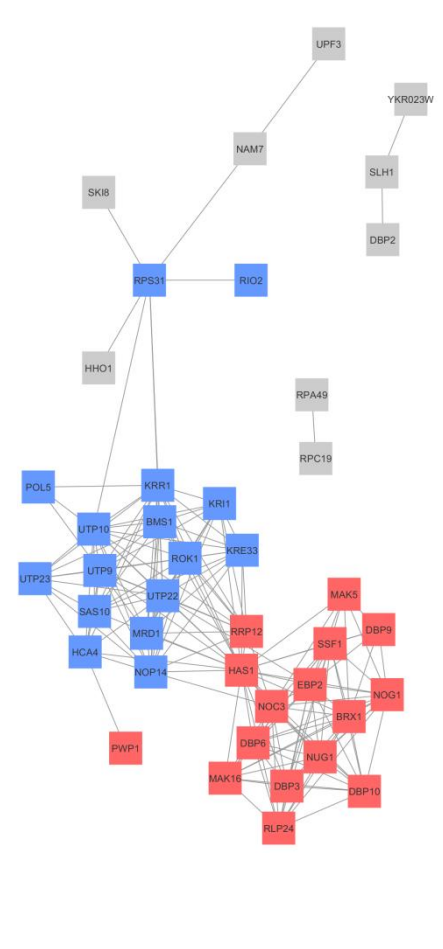 UPF3
YKR023W
NAM7
SLH1
SKI8
DBP2
RPS31
RIO2
HHO1
RPA49
RPC19
POL5
KRR1
KRI1
UTP10
BMS1
ROK1
KRE33
UTP23
UTP9
UTP22
SAS10
MRD1
HCA4
NOP14
MAK5
RRP12
DBP9
SSF1
HAS1
EBP2
NOG1
NOC3
BRX1
PWP1
DBP6
NUG1
MAK16
DBP3
DBP10
RLP24